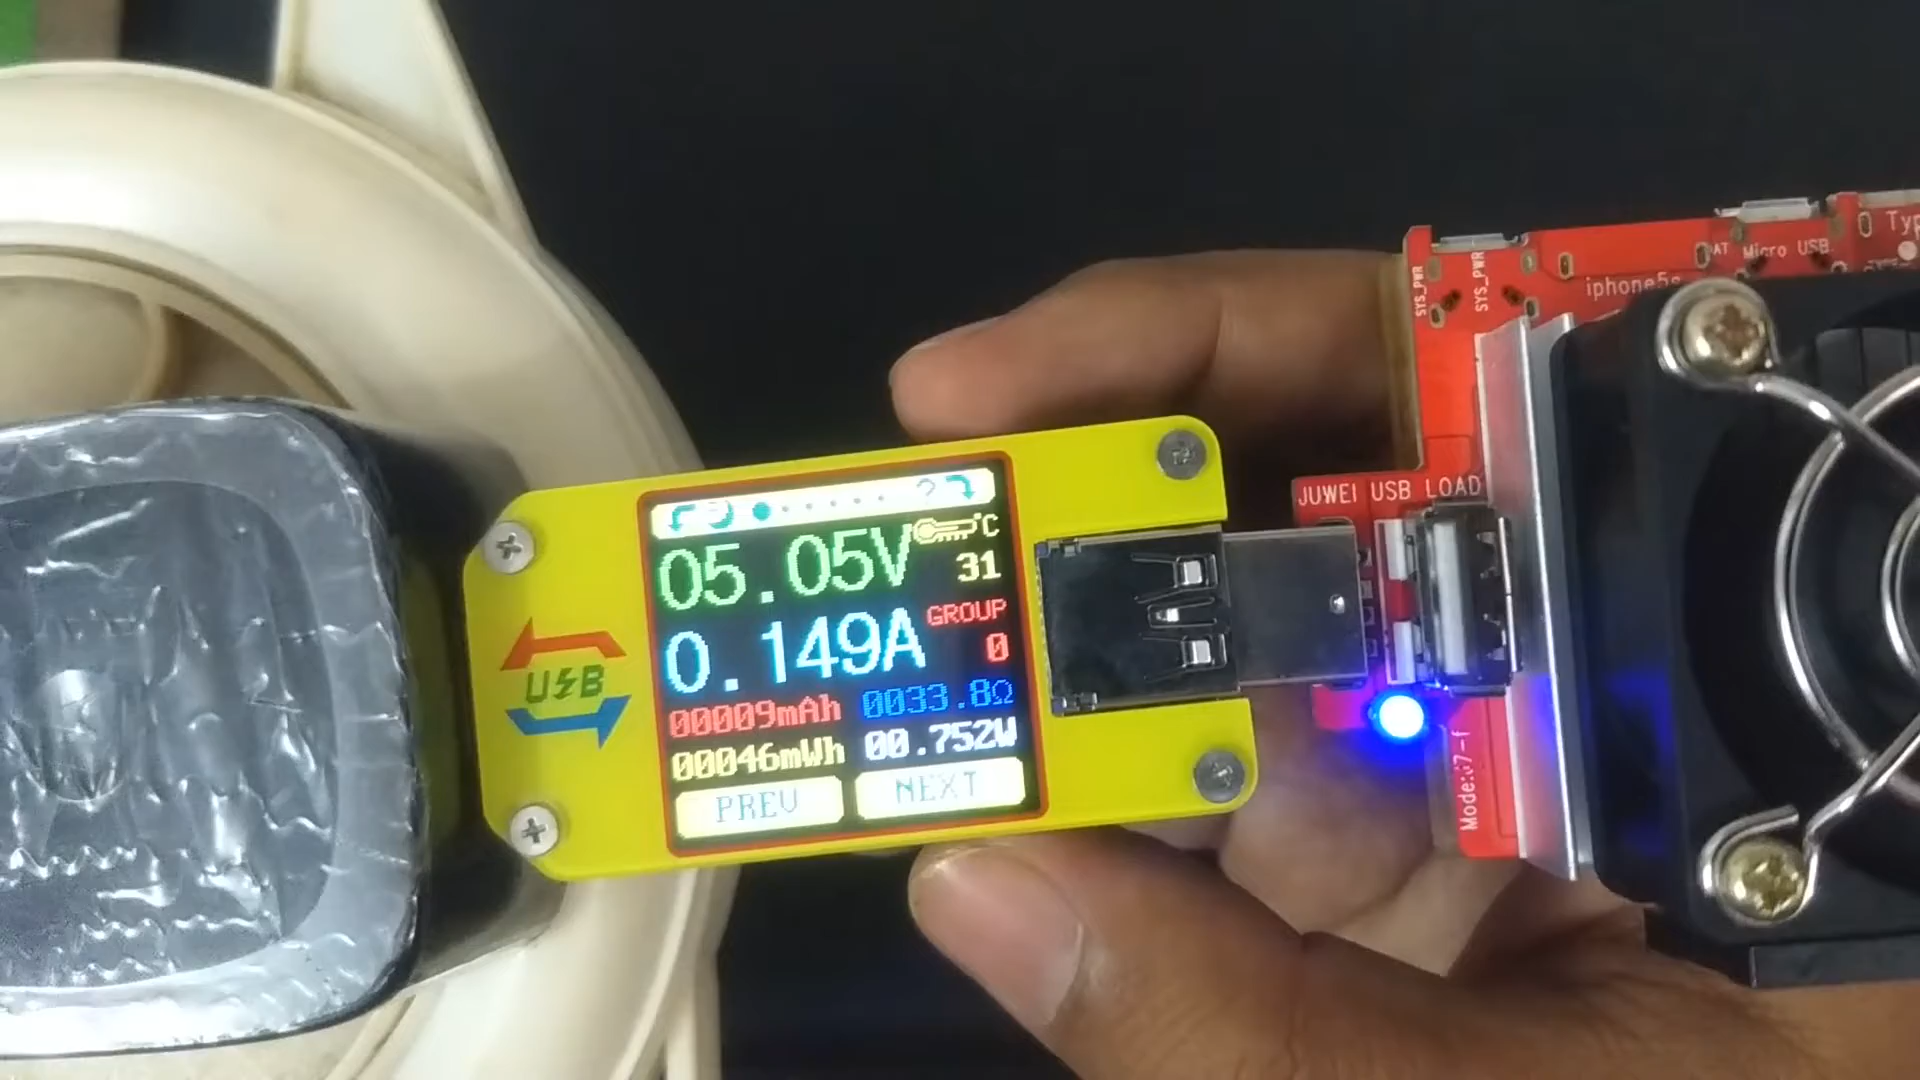 ?
05.05V °C
31
0.149A GROUP
0
00009mAh 0033.8Ω
00046mWh 00.752W
PREV NEXT
USB
JUWEI USB LOAD
SYS_PWR
SYS_PWR
iphone5s
Micro USB
Typ